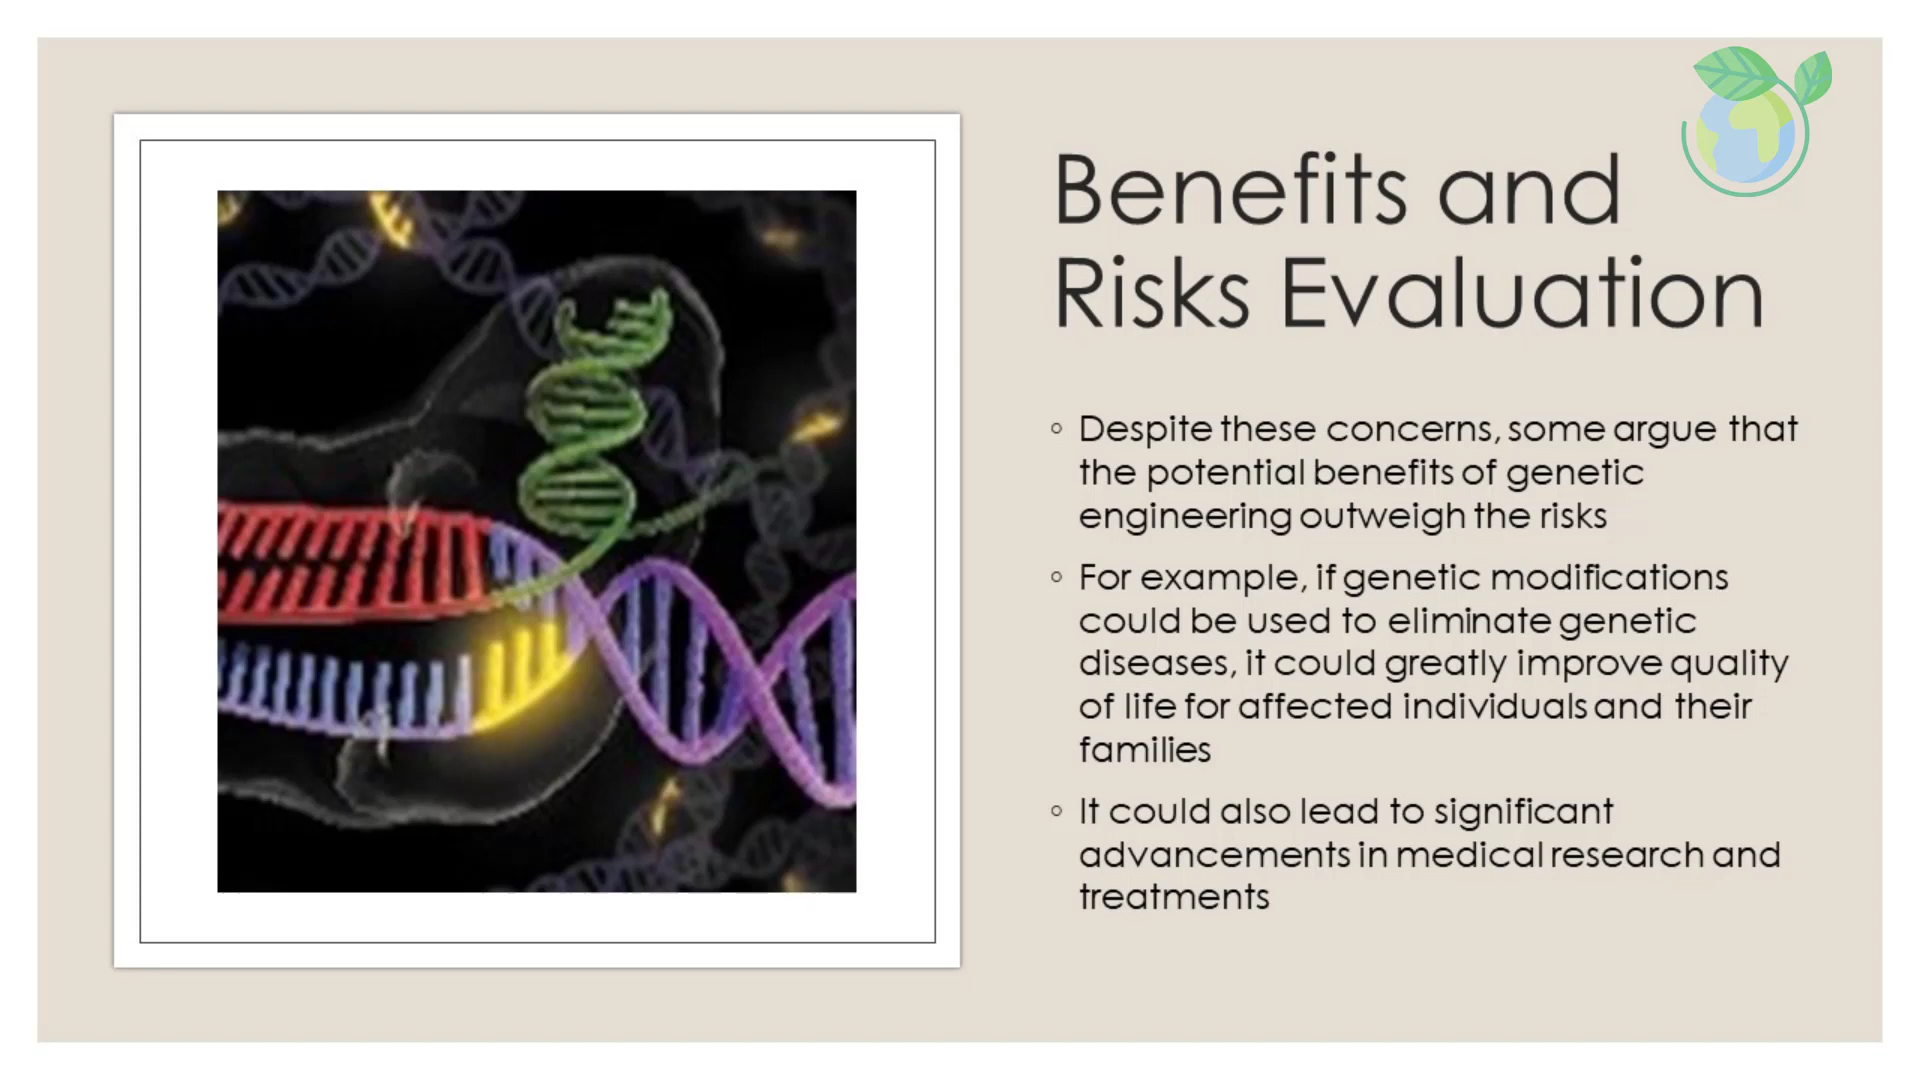 Benefits and
Risks Evaluation
◦ Despite these concerns, some argue that
the potential benefits of genetic
engineering outweigh the risks
◦ For example, if genetic modifications
could be used to eliminate genetic
diseases, it could greatly improve quality
of life for affected individuals and their
families
◦ It could also lead to significant
advancements in medical research and
treatments